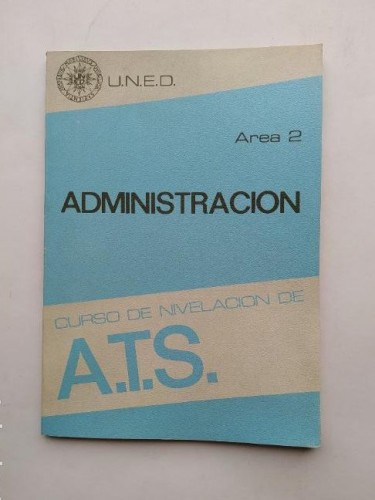 U.N.E.D.
Area 2
ADMINISTRACION
CURSO DE NIVELACION DE
A.T.S.